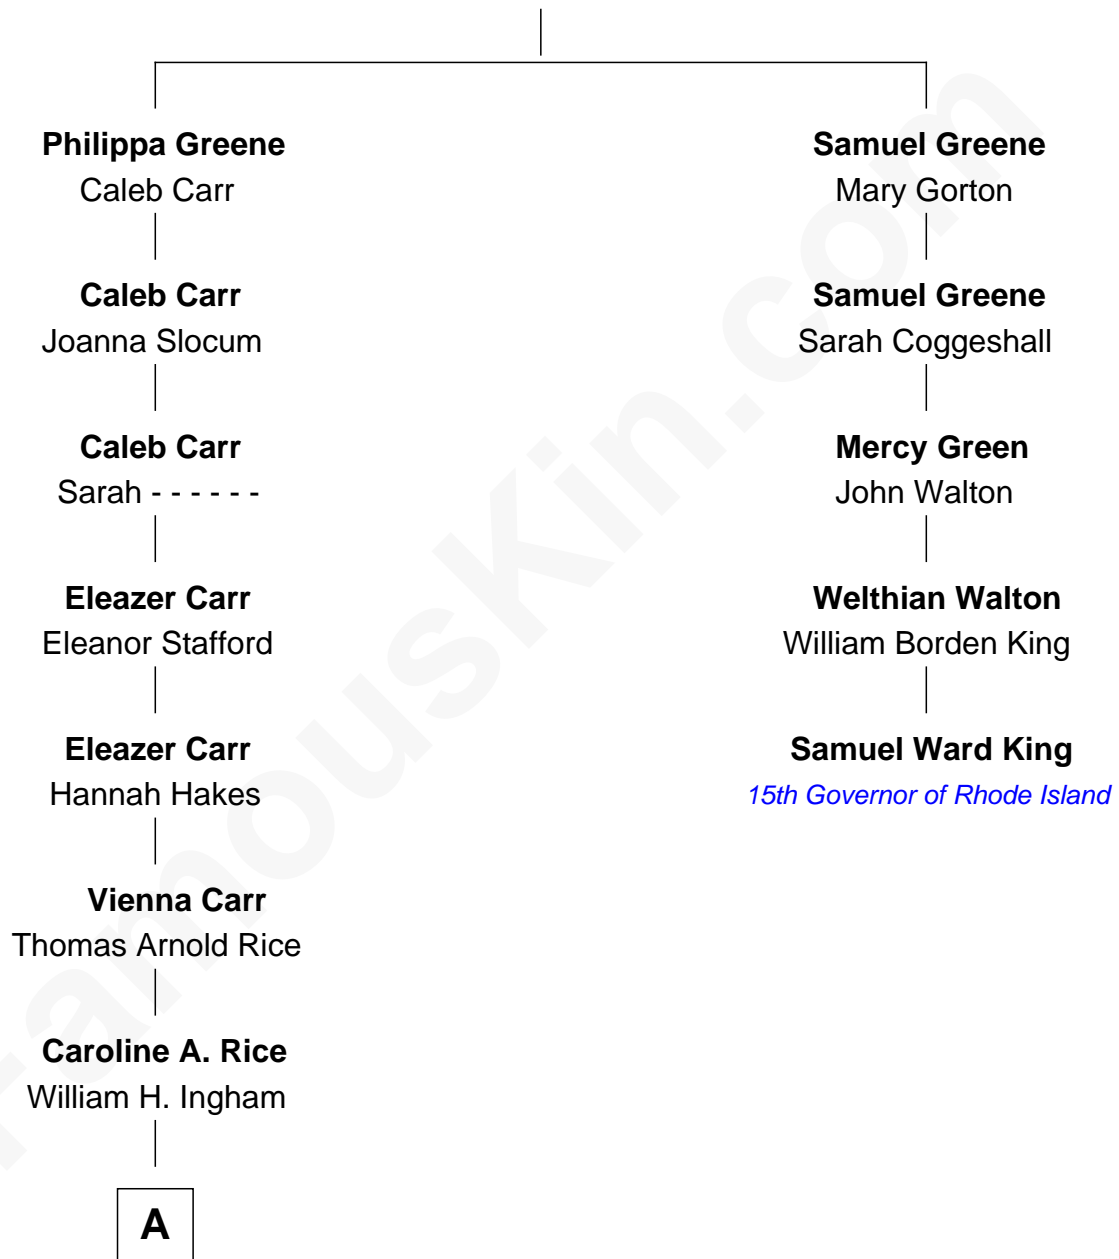 Philippa Greene
Caleb Carr
Caleb Carr
Joanna Slocum
Caleb Carr
Sarah - - - - - -
Eleazer Carr
Eleanor Stafford
Eleazer Carr
Hannah Hakes
Vienna Carr
Thomas Arnold Rice
Caroline A. Rice
William H. Ingham
A
Samuel Greene
Mary Gorton
Samuel Greene
Sarah Coggeshall
Mercy Green
John Walton
Welthian Walton
William Borden King
Samuel Ward King
15th Governor of Rhode Island
FamousKin.com